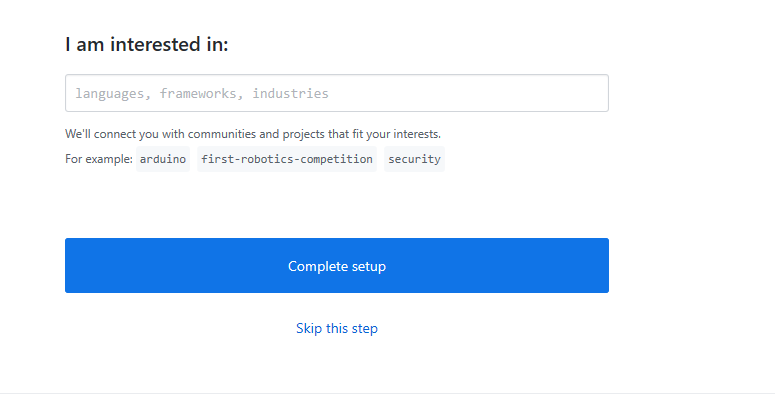 I am interested in:
languages, frameworks, industries
We'll connect you with communities and projects that fit your interests.
For example: arduino first-robotics-competition security
Complete setup
Skip this step